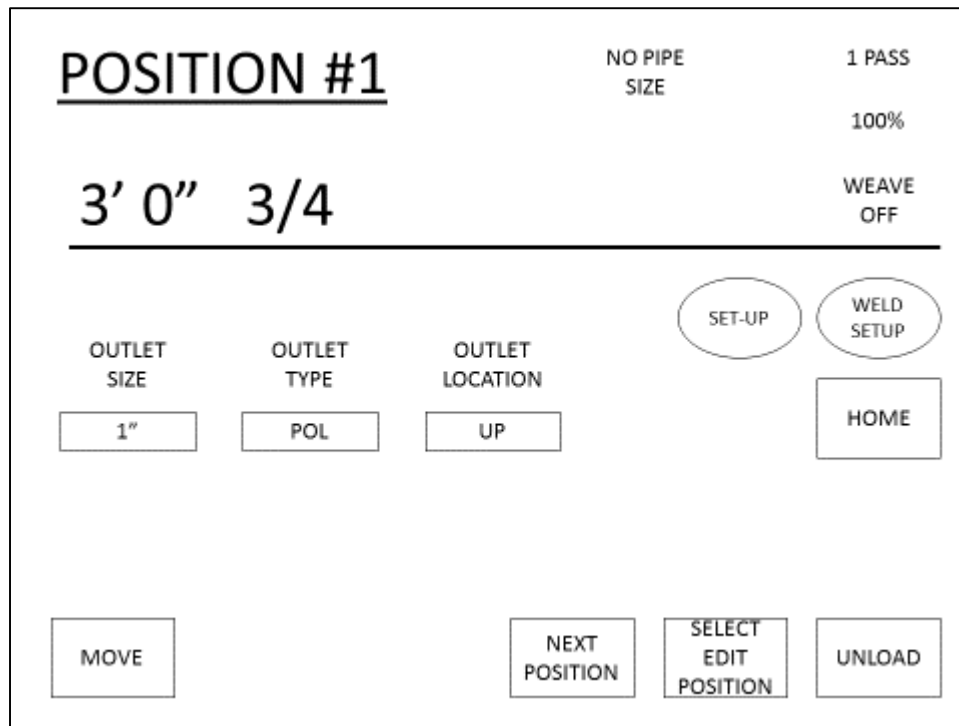 POSITION #1
NO PIPE
SIZE
1 PASS
100%
3’ 0” 3/4
WEAVE
OFF
SET-UP
WELD
SETUP
OUTLET
SIZE
OUTLET
TYPE
OUTLET
LOCATION
1”
POL
UP
HOME
MOVE
NEXT
POSITION
SELECT
EDIT
POSITION
UNLOAD